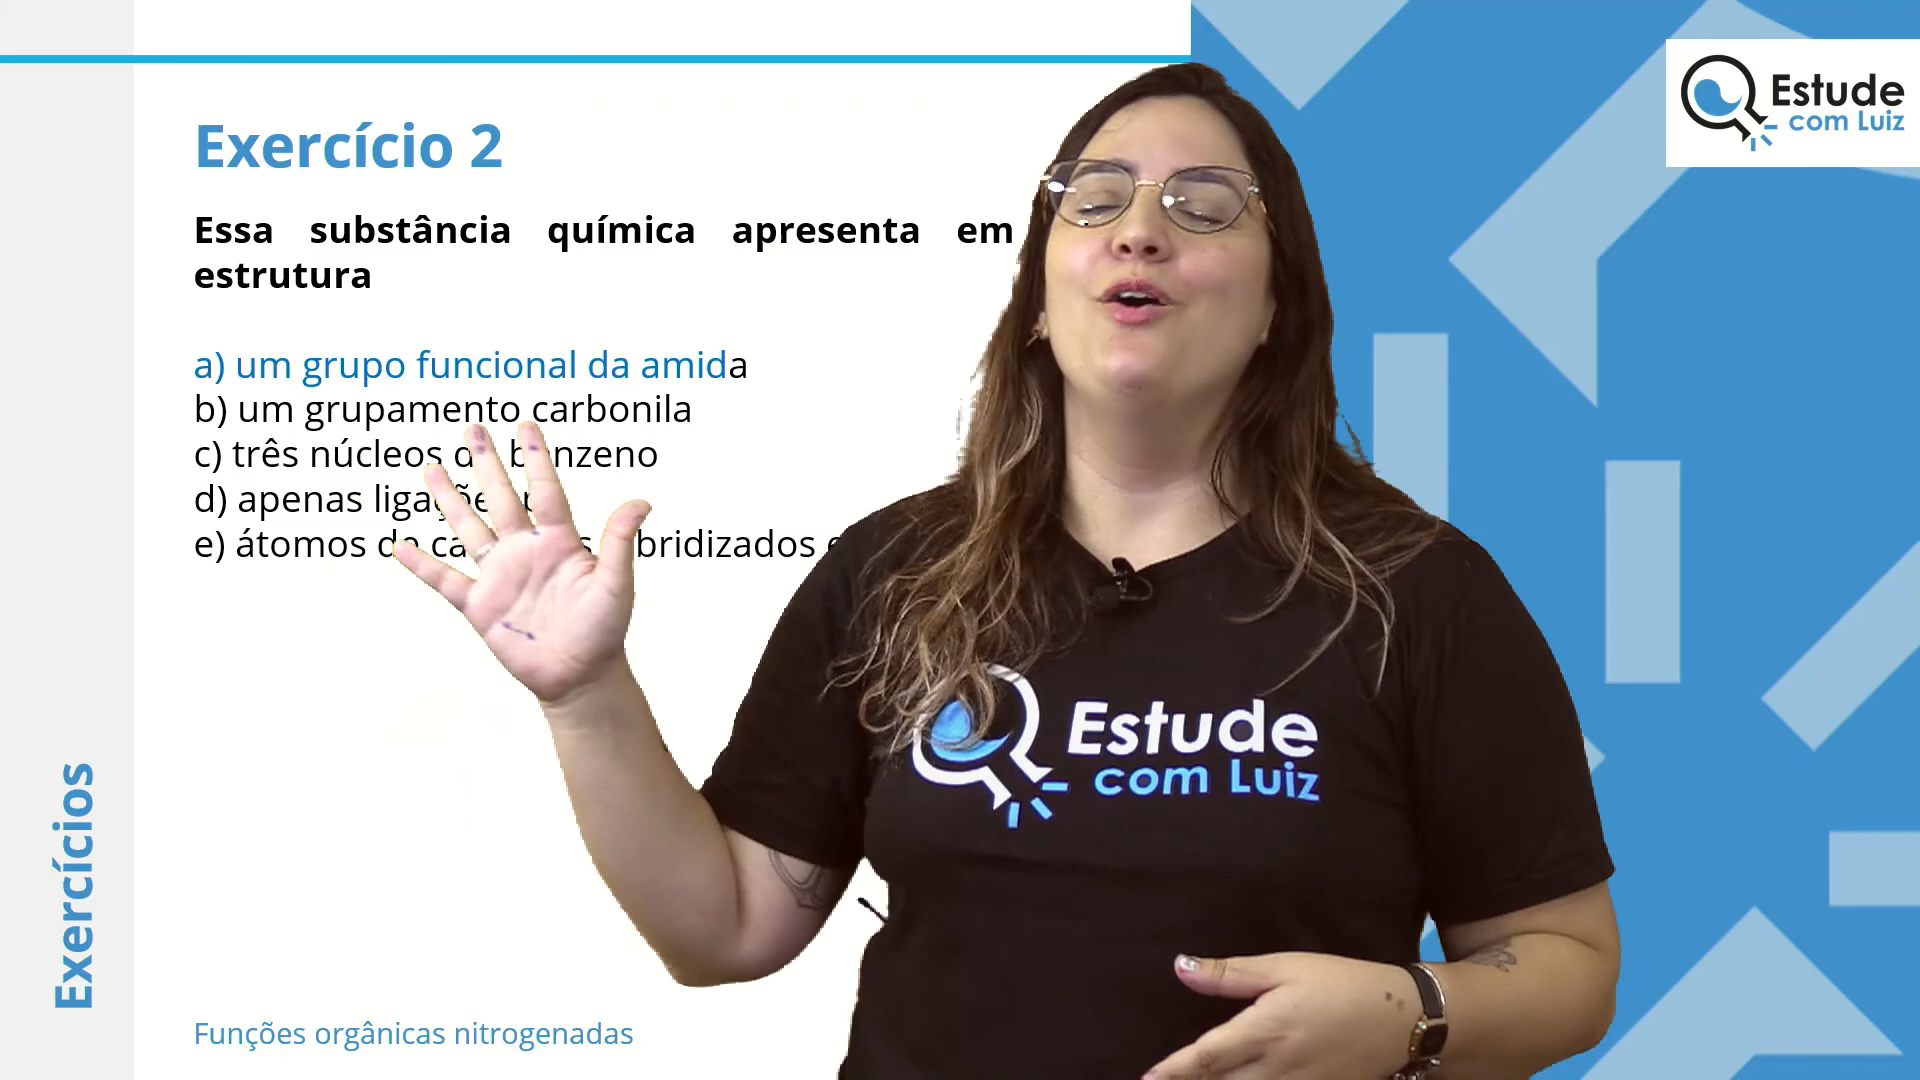 Estude
com Luiz
Exercício 2
Essa substância química apresenta em
estrutura
a) um grupo funcional da amida
b) um grupamento carbonila
c) três núcleos benzeno
d) apenas
e) átomos
Estude
com Luiz
Exercícios
Funções orgânicas nitrogenadas